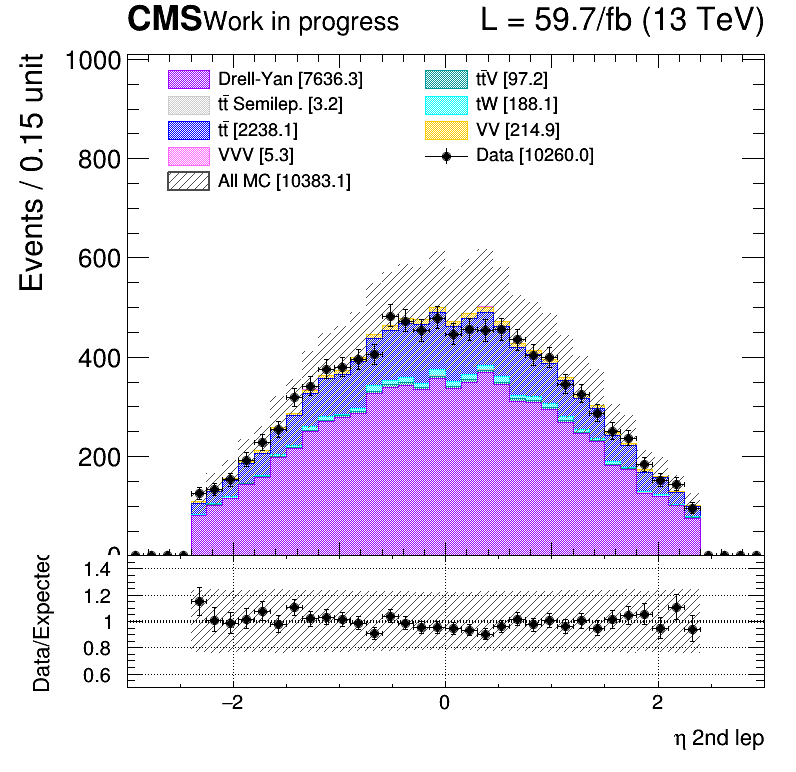 CMS Work in progress L = 59.7/fb (13 TeV)
Events / 0.15 unit
1000
800
600
400
200
0
Drell-Yan [7636.3]
tt̄ Semilep. [3.2]
tt̄ [2238.1]
VVV [5.3]
All MC [10383.1]
tt̄V [97.2]
tW [188.1]
VV [214.9]
Data [10260.0]
Data/Expected
1.4
1.2
1
0.8
0.6
−2 0 2
η 2nd lep